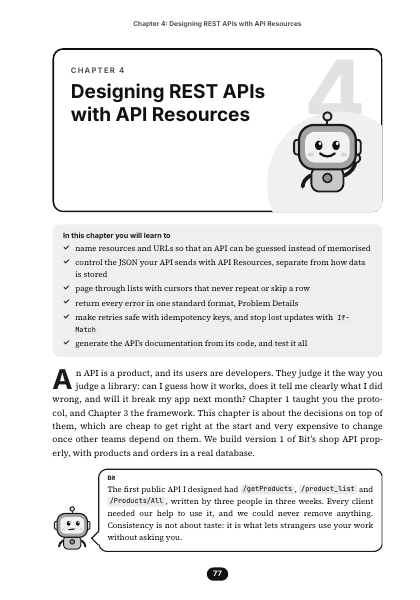 Chapter 4: Designing REST APIs with API Resources
4
CHAPTER 4
Designing REST APIs
with API Resources
In this chapter you will learn to
✓ name resources and URLs so that an API can be guessed instead of memorised
✓ control the JSON your API sends with API Resources, separate from how data
is stored
✓ page through lists with cursors that never repeat or skip a row
✓ return every error in one standard format, Problem Details
✓ make retries safe with idempotency keys, and stop lost updates with If-
Match
✓ generate the API’s documentation from its code, and test it all
An API is a product, and its users are developers. They judge it the way you
judge a library: can I guess how it works, does it tell me clearly what I did
wrong, and will it break my app next month? Chapter 1 taught you the proto-
col, and Chapter 3 the framework. This chapter is about the decisions on top of
them, which are cheap to get right at the start and very expensive to change
once other teams depend on them. We build version 1 of Bit’s shop API prop-
erly, with products and orders in a real database.
Bit
The first public API I designed had /getProducts, /product_list and
/Products/All, written by three people in three weeks. Every client
needed our help to use it, and we could never remove anything.
Consistency is not about taste: it is what lets strangers use your work
without asking you.
77